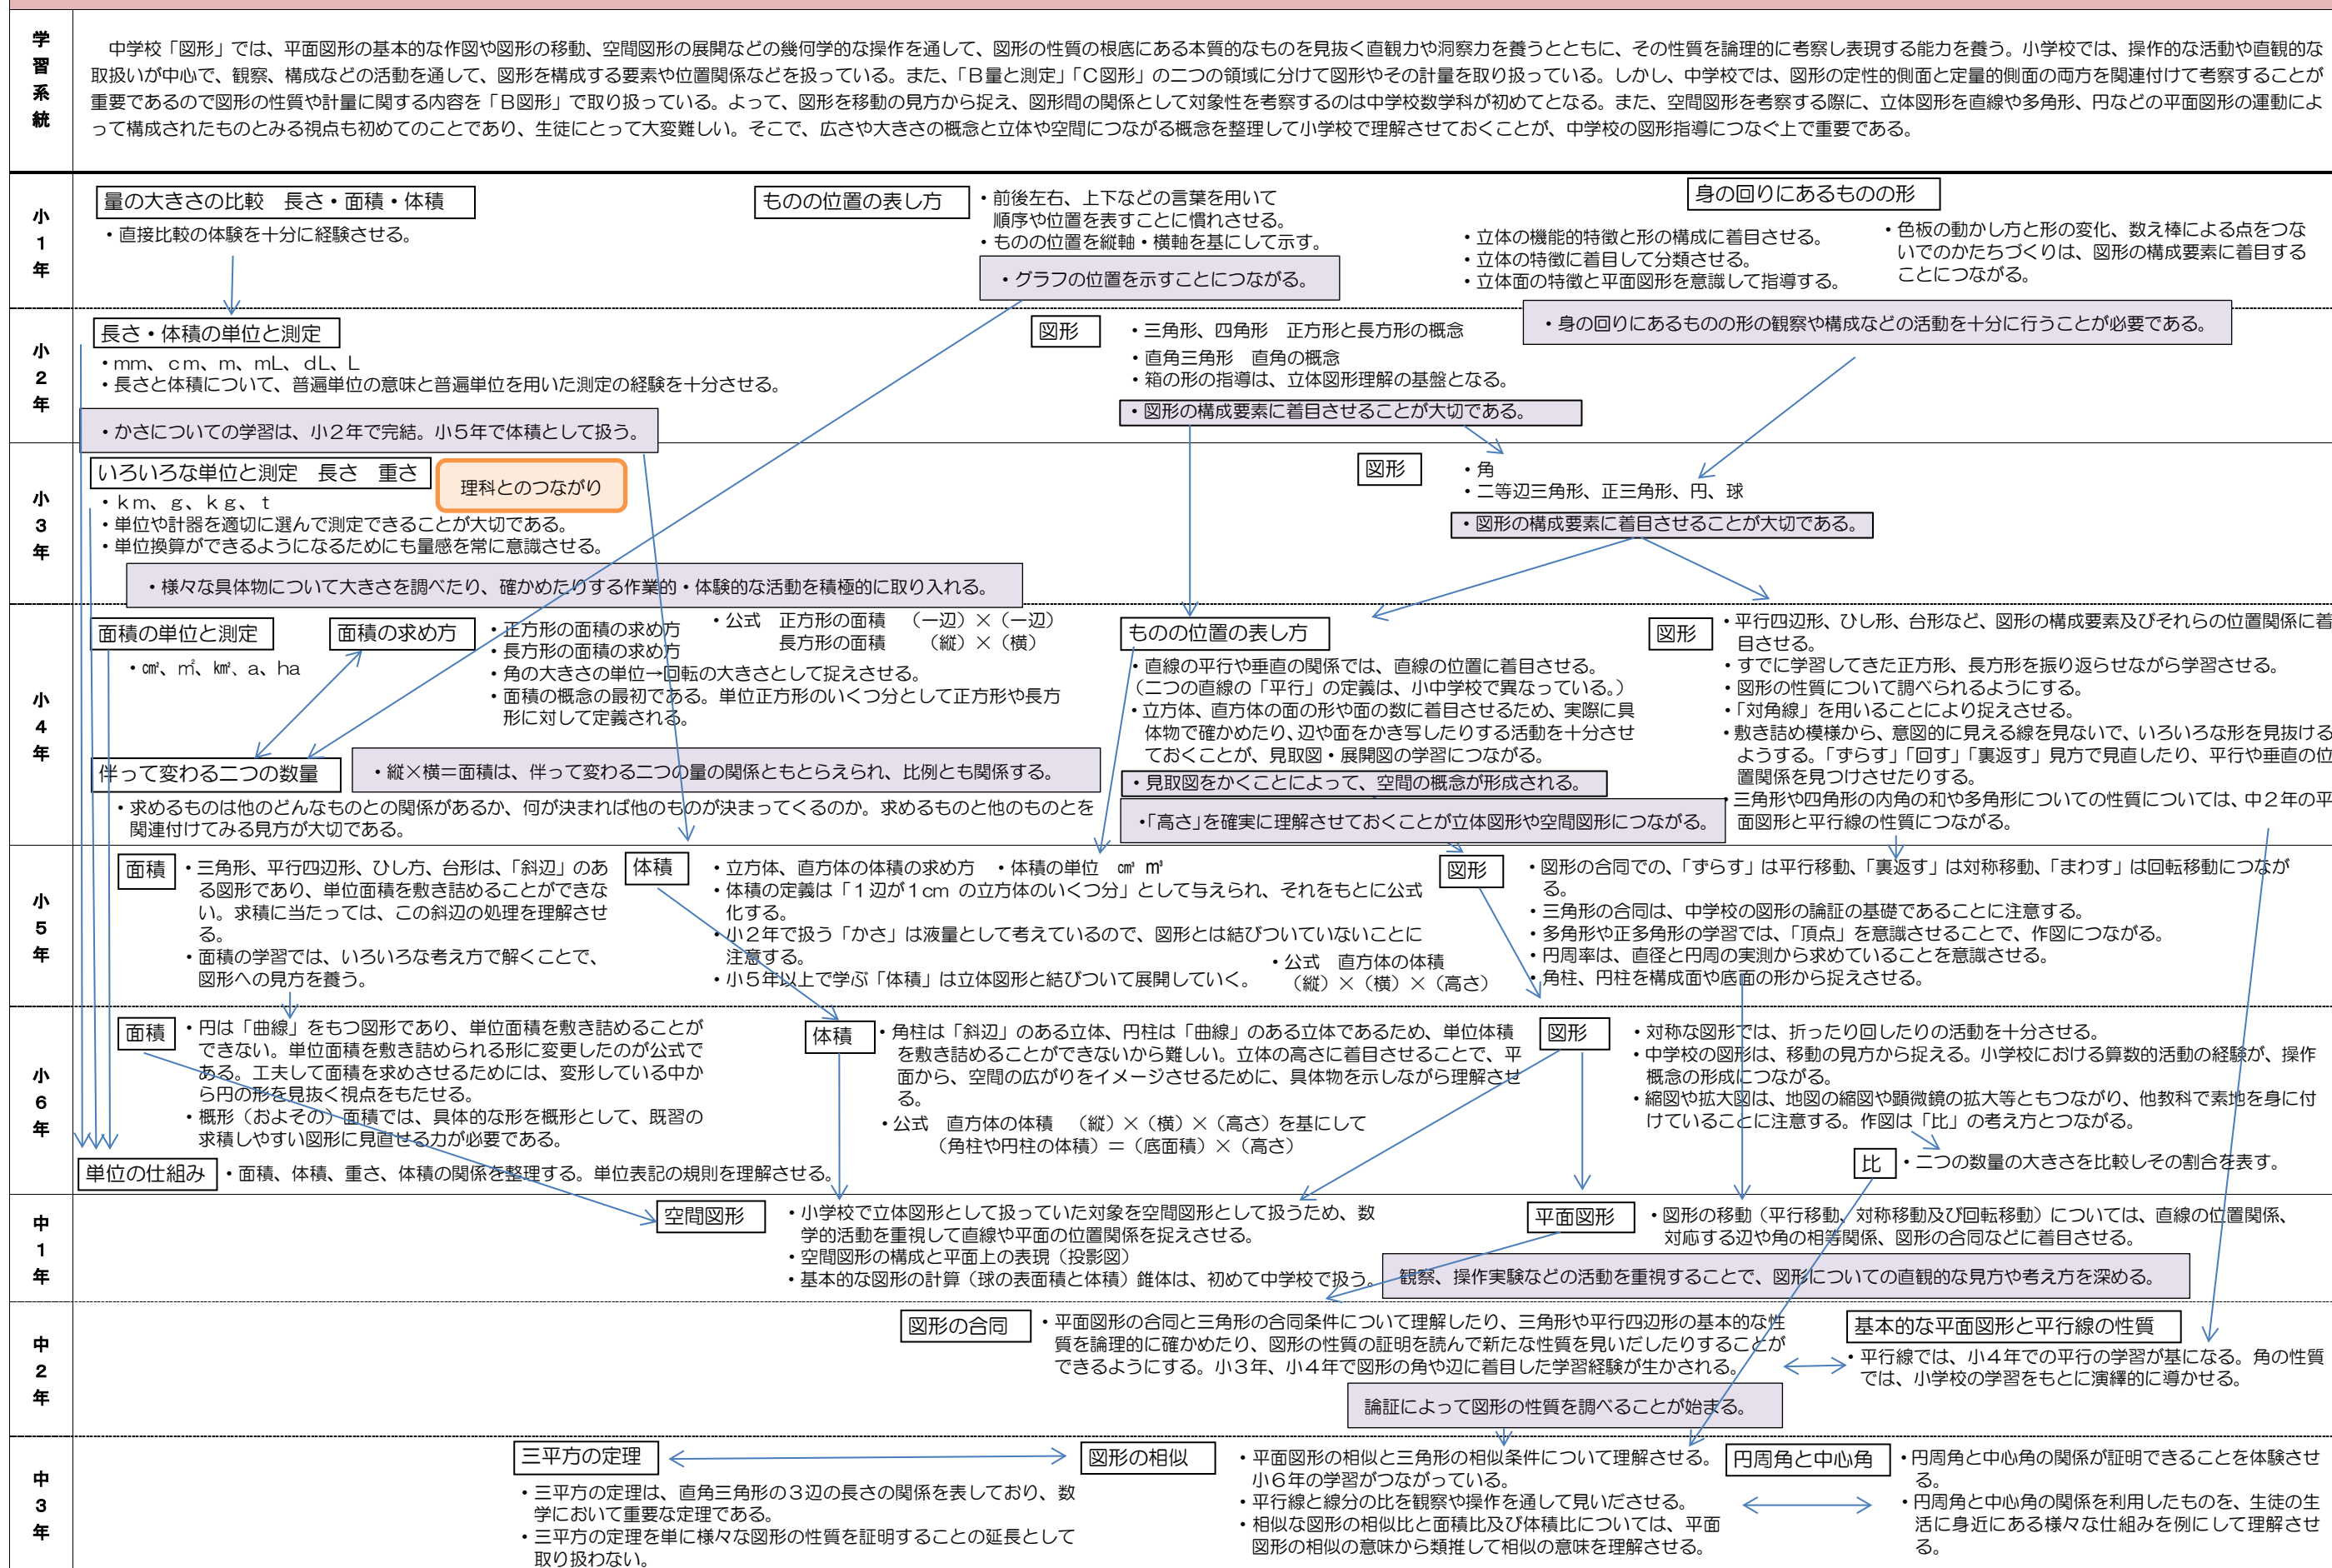 学習系統
中学校「図形」では、平面図形の基本的な作図や図形の移動、空間図形の展開などの幾何学的な操作を通して、図形の性質の根底にある本質的なものを見抜く直観力や洞察力を養うとともに、その性質を論理的に考察し表現する能力を養う。小学校では、操作的な活動や直観的な
取扱いが中心で、観察、構成などの活動を通して、図形を構成する要素や位置関係などを扱っている。また、「B量と測定」「C図形」の二つの領域に分けて図形やその計量を取り扱っている。しかし、中学校では、図形の定性的側面と定量的側面の両方を関連付けて考察することが
重要であるので図形の性質や計量に関する内容を「B図形」で取り扱っている。よって、図形を移動の見方から捉え、図形間の関係として対象性を考察するのは中学校数学科が初めてとなる。また、空間図形を考察する際に、立体図形を直線や多角形、円などの平面図形の運動によ
って構成されたものとみる視点も初めてのことであり、生徒にとって大変難しい。そこで、広さや大きさの概念と立体や空間につながる概念を整理して小学校で理解させておくことが、中学校の図形指導につなぐ上で重要である。
小1年
量の大きさの比較　長さ・面積・体積
・直接比較の体験を十分に経験させる。
ものの位置の表し方
・前後左右、上下などの言葉を用いて
順序や位置を表すことに慣れさせる。
・ものの位置を縦軸・横軸を基にして示す。
・グラフの位置を示すことにつながる。
身の回りにあるものの形
・立体の機能的特徴と形の構成に着目させる。
・立体の特徴に着目して分類させる。
・立体面の特徴と平面図形を意識して指導する。
・色板の動かし方と形の変化、数え棒による点をつな
いでのかたちづくりは、図形の構成要素に着目する
ことにつながる。
・身の回りにあるものの形の観察や構成などの活動を十分に行うことが必要である。
小2年
長さ・体積の単位と測定
・mm、cm、m、mL、dL、L
・長さと体積について、普遍単位の意味と普遍単位を用いた測定の経験を十分させる。
・かさについての学習は、小2年で完結。小5年で体積として扱う。
図形
・三角形、四角形　正方形と長方形の概念
・直角三角形　直角の概念
・箱の形の指導は、立体図形理解の基盤となる。
・図形の構成要素に着目させることが大切である。
小3年
いろいろな単位と測定　長さ　重さ
理科とのつながり
・km、g、kg、t
・単位や計器を適切に選んで測定できることが大切である。
・単位換算ができるようになるためにも量感を常に意識させる。
・様々な具体物について大きさを調べたり、確かめたりする作業的・体験的な活動を積極的に取り入れる。
図形
・角
・二等辺三角形、正三角形、円、球
・図形の構成要素に着目させることが大切である。
小4年
面積の単位と測定
・㎠、㎡、㎢、a、ha
面積の求め方
・正方形の面積の求め方
・長方形の面積の求め方
・公式　正方形の面積　（一辺）×（一辺）
長方形の面積　（縦）×（横）
・角の大きさの単位→回転の大きさとして捉えさせる。
・面積の概念の最初である。単位正方形のいくつ分として正方形や長方
形に対して定義される。
伴って変わる二つの数量
・縦×横＝面積は、伴って変わる二つの量の関係ともとらえられ、比例とも関係する。
・求めるものは他のどんなものとの関係があるか、何が決まれば他のものが決まってくるのか。求めるものと他のものとを
関連付けてみる見方が大切である。
ものの位置の表し方
・直線の平行や垂直の関係では、直線の位置に着目させる。
（二つの直線の「平行」の定義は、小中学校で異なっている。）
・立方体、直方体の面の形や面の数に着目させるため、実際に具
体物で確かめたり、辺や面をかき写したりする活動を十分させ
ておくことが、見取図・展開図の学習につながる。
・見取図をかくことによって、空間の概念が形成される。
・「高さ」を確実に理解させておくことが立体図形や空間図形につながる。
図形
・平行四辺形、ひし形、台形など、図形の構成要素及びそれらの位置関係に着
目させる。
・すでに学習してきた正方形、長方形を振り返らせながら学習させる。
・図形の性質について調べられるようにする。
・「対角線」を用いることにより捉えさせる。
・敷き詰め模様から、意図的に見える線を見ないで、いろいろな形を見抜ける
ようする。「ずらす」「回す」「裏返す」見方で見直したり、平行や垂直の位
置関係を見つけさせたりする。
・三角形や四角形の内角の和や多角形についての性質については、中2年の平
面図形と平行線の性質につながる。
小5年
面積
・三角形、平行四辺形、ひし方、台形は、「斜辺」のあ
る図形であり、単位面積を敷き詰めることができな
い。求積に当たっては、この斜辺の処理を理解させ
る。
・面積の学習では、いろいろな考え方で解くことで、
図形への見方を養う。
体積
・立方体、直方体の体積の求め方　・体積の単位　㎤　㎥
・体積の定義は「1辺が1cm の立方体のいくつ分」として与えられ、それをもとに公式
化する。
・小2年で扱う「かさ」は液量として考えているので、図形とは結びついていないことに
注意する。
・小5年以上で学ぶ「体積」は立体図形と結びついて展開していく。
・公式　直方体の体積
（縦）×（横）×（高さ）
図形
・図形の合同での、「ずらす」は平行移動、「裏返す」は対称移動、「まわす」は回転移動につなが
る。
・三角形の合同は、中学校の図形の論証の基礎であることに注意する。
・多角形や正多角形の学習では、「頂点」を意識させることで、作図につながる。
・円周率は、直径と円周の実測から求めていることを意識させる。
・角柱、円柱を構成面や底面の形から捉えさせる。
小6年
面積
・円は「曲線」をもつ図形であり、単位面積を敷き詰めることが
できない。単位面積を敷き詰められる形に変更したのが公式で
ある。工夫して面積を求めさせるためには、変形している中か
ら円の形を見抜く視点をもたせる。
・概形（およその）面積では、具体的な形を概形として、既習の
求積しやすい図形に見直せる力が必要である。
体積
・角柱は「斜辺」のある立体、円柱は「曲線」のある立体であるため、単位体積
を敷き詰めることができないから難しい。立体の高さに着目させることで、平
面から、空間の広がりをイメージさせるために、具体物を示しながら理解させ
る。
・公式　直方体の体積　（縦）×（横）×（高さ）を基にして
（角柱や円柱の体積）＝（底面積）×（高さ）
図形
・対称な図形では、折ったり回したりの活動を十分させる。
・中学校の図形は、移動の見方から捉える。小学校における算数的活動の経験が、操作
概念の形成につながる。
・縮図や拡大図は、地図の縮図や顕微鏡の拡大等ともつながり、他教科で素地を身に付
けていることに注意する。作図は「比」の考え方とつながる。
単位の仕組み
・面積、体積、重さ、体積の関係を整理する。単位表記の規則を理解させる。
比
・二つの数量の大きさを比較しその割合を表す。
中1年
空間図形
・小学校で立体図形として扱っていた対象を空間図形として扱うため、数
学的活動を重視して直線や平面の位置関係を捉えさせる。
・空間図形の構成と平面上の表現（投影図）
・基本的な図形の計算（球の表面積と体積）錐体は、初めて中学校で扱う。
平面図形
・図形の移動（平行移動、対称移動及び回転移動）については、直線の位置関係、
対応する辺や角の相等関係、図形の合同などに着目させる。
観察、操作実験などの活動を重視することで、図形についての直観的な見方や考え方を深める。
中2年
図形の合同
・平面図形の合同と三角形の合同条件について理解したり、三角形や平行四辺形の基本的な性
質を論理的に確かめたり、図形の性質の証明を読んで新たな性質を見いだしたりすることが
できるようにする。小3年、小4年で図形の角や辺に着目した学習経験が生かされる。
論証によって図形の性質を調べることが始まる。
基本的な平面図形と平行線の性質
・平行線では、小4年での平行の学習が基になる。角の性質
では、小学校の学習をもとに演繹的に導かせる。
中3年
三平方の定理
・三平方の定理は、直角三角形の3辺の長さの関係を表しており、数
学において重要な定理である。
・三平方の定理を単に様々な図形の性質を証明することの延長として
取り扱わない。
図形の相似
・平面図形の相似と三角形の相似条件について理解させる。
小6年の学習がつながっている。
・平行線と線分の比を観察や操作を通して見いださせる。
・相似な図形の相似比と面積比及び体積比については、平面
図形の相似の意味から類推して相似の意味を理解させる。
円周角と中心角
・円周角と中心角の関係が証明できることを体験させ
る。
・円周角と中心角の関係を利用したものを、生徒の生
活に身近にある様々な仕組みを例にして理解させ
る。